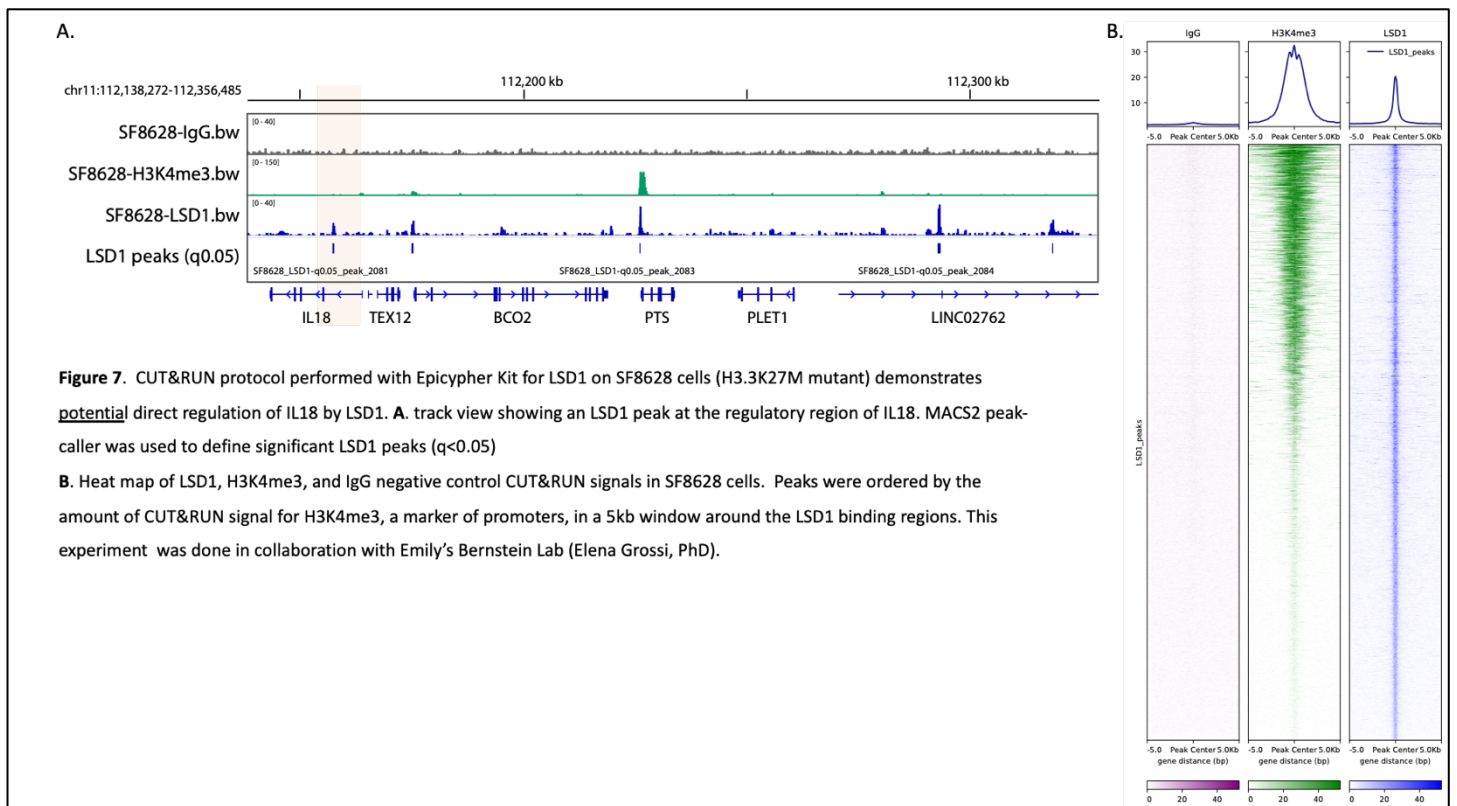 A.
chr11:112,138,272-112,356,485
112,200 kb
112,300 kb
SF8628-IgG.bw
[0 - 40]
SF8628-H3K4me3.bw
[0 - 150]
SF8628-LSD1.bw
[0 - 40]
LSD1 peaks (q0.05)
SF8628_LSD1-q0.05_peak_2081
SF8628_LSD1-q0.05_peak_2083
SF8628_LSD1-q0.05_peak_2084
IL18
TEX12
BCO2
PTS
PLET1
LINC02762
Figure 7. CUT&RUN protocol performed with Epicypher Kit for LSD1 on SF8628 cells (H3.3K27M mutant) demonstrates
potential direct regulation of IL18 by LSD1. A. track view showing an LSD1 peak at the regulatory region of IL18. MACS2 peak-
caller was used to define significant LSD1 peaks (q<0.05)
B. Heat map of LSD1, H3K4me3, and IgG negative control CUT&RUN signals in SF8628 cells. Peaks were ordered by the
amount of CUT&RUN signal for H3K4me3, a marker of promoters, in a 5kb window around the LSD1 binding regions. This
experiment was done in collaboration with Emily's Bernstein Lab (Elena Grossi, PhD).
B.
IgG
H3K4me3
LSD1
LSD1_peaks
30
20
10
-5.0 Peak Center 5.0Kb
-5.0 Peak Center 5.0Kb
-5.0 Peak Center 5.0Kb
LSD1_peaks
-5.0 Peak Center 5.0Kb
gene distance (bp)
-5.0 Peak Center 5.0Kb
gene distance (bp)
-5.0 Peak Center 5.0Kb
gene distance (bp)
0 20 40
0 20 40
0 20 40